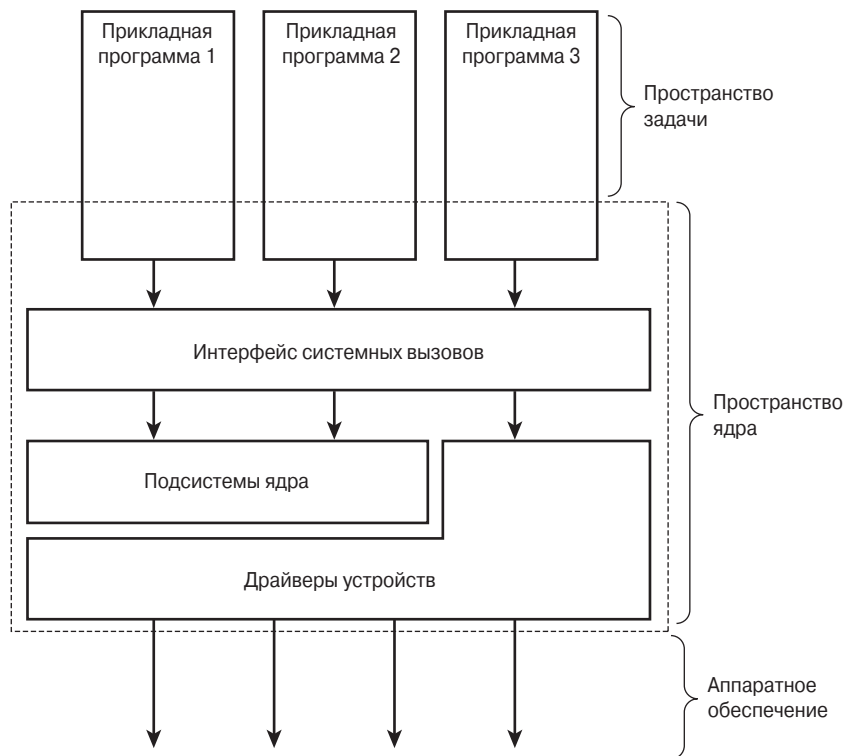 Прикладная
программа 1
Прикладная
программа 2
Прикладная
программа 3
Пространство
задачи
Интерфейс системных вызовов
Пространство
ядра
Подсистемы ядра
Драйверы устройств
Аппаратное
обеспечение